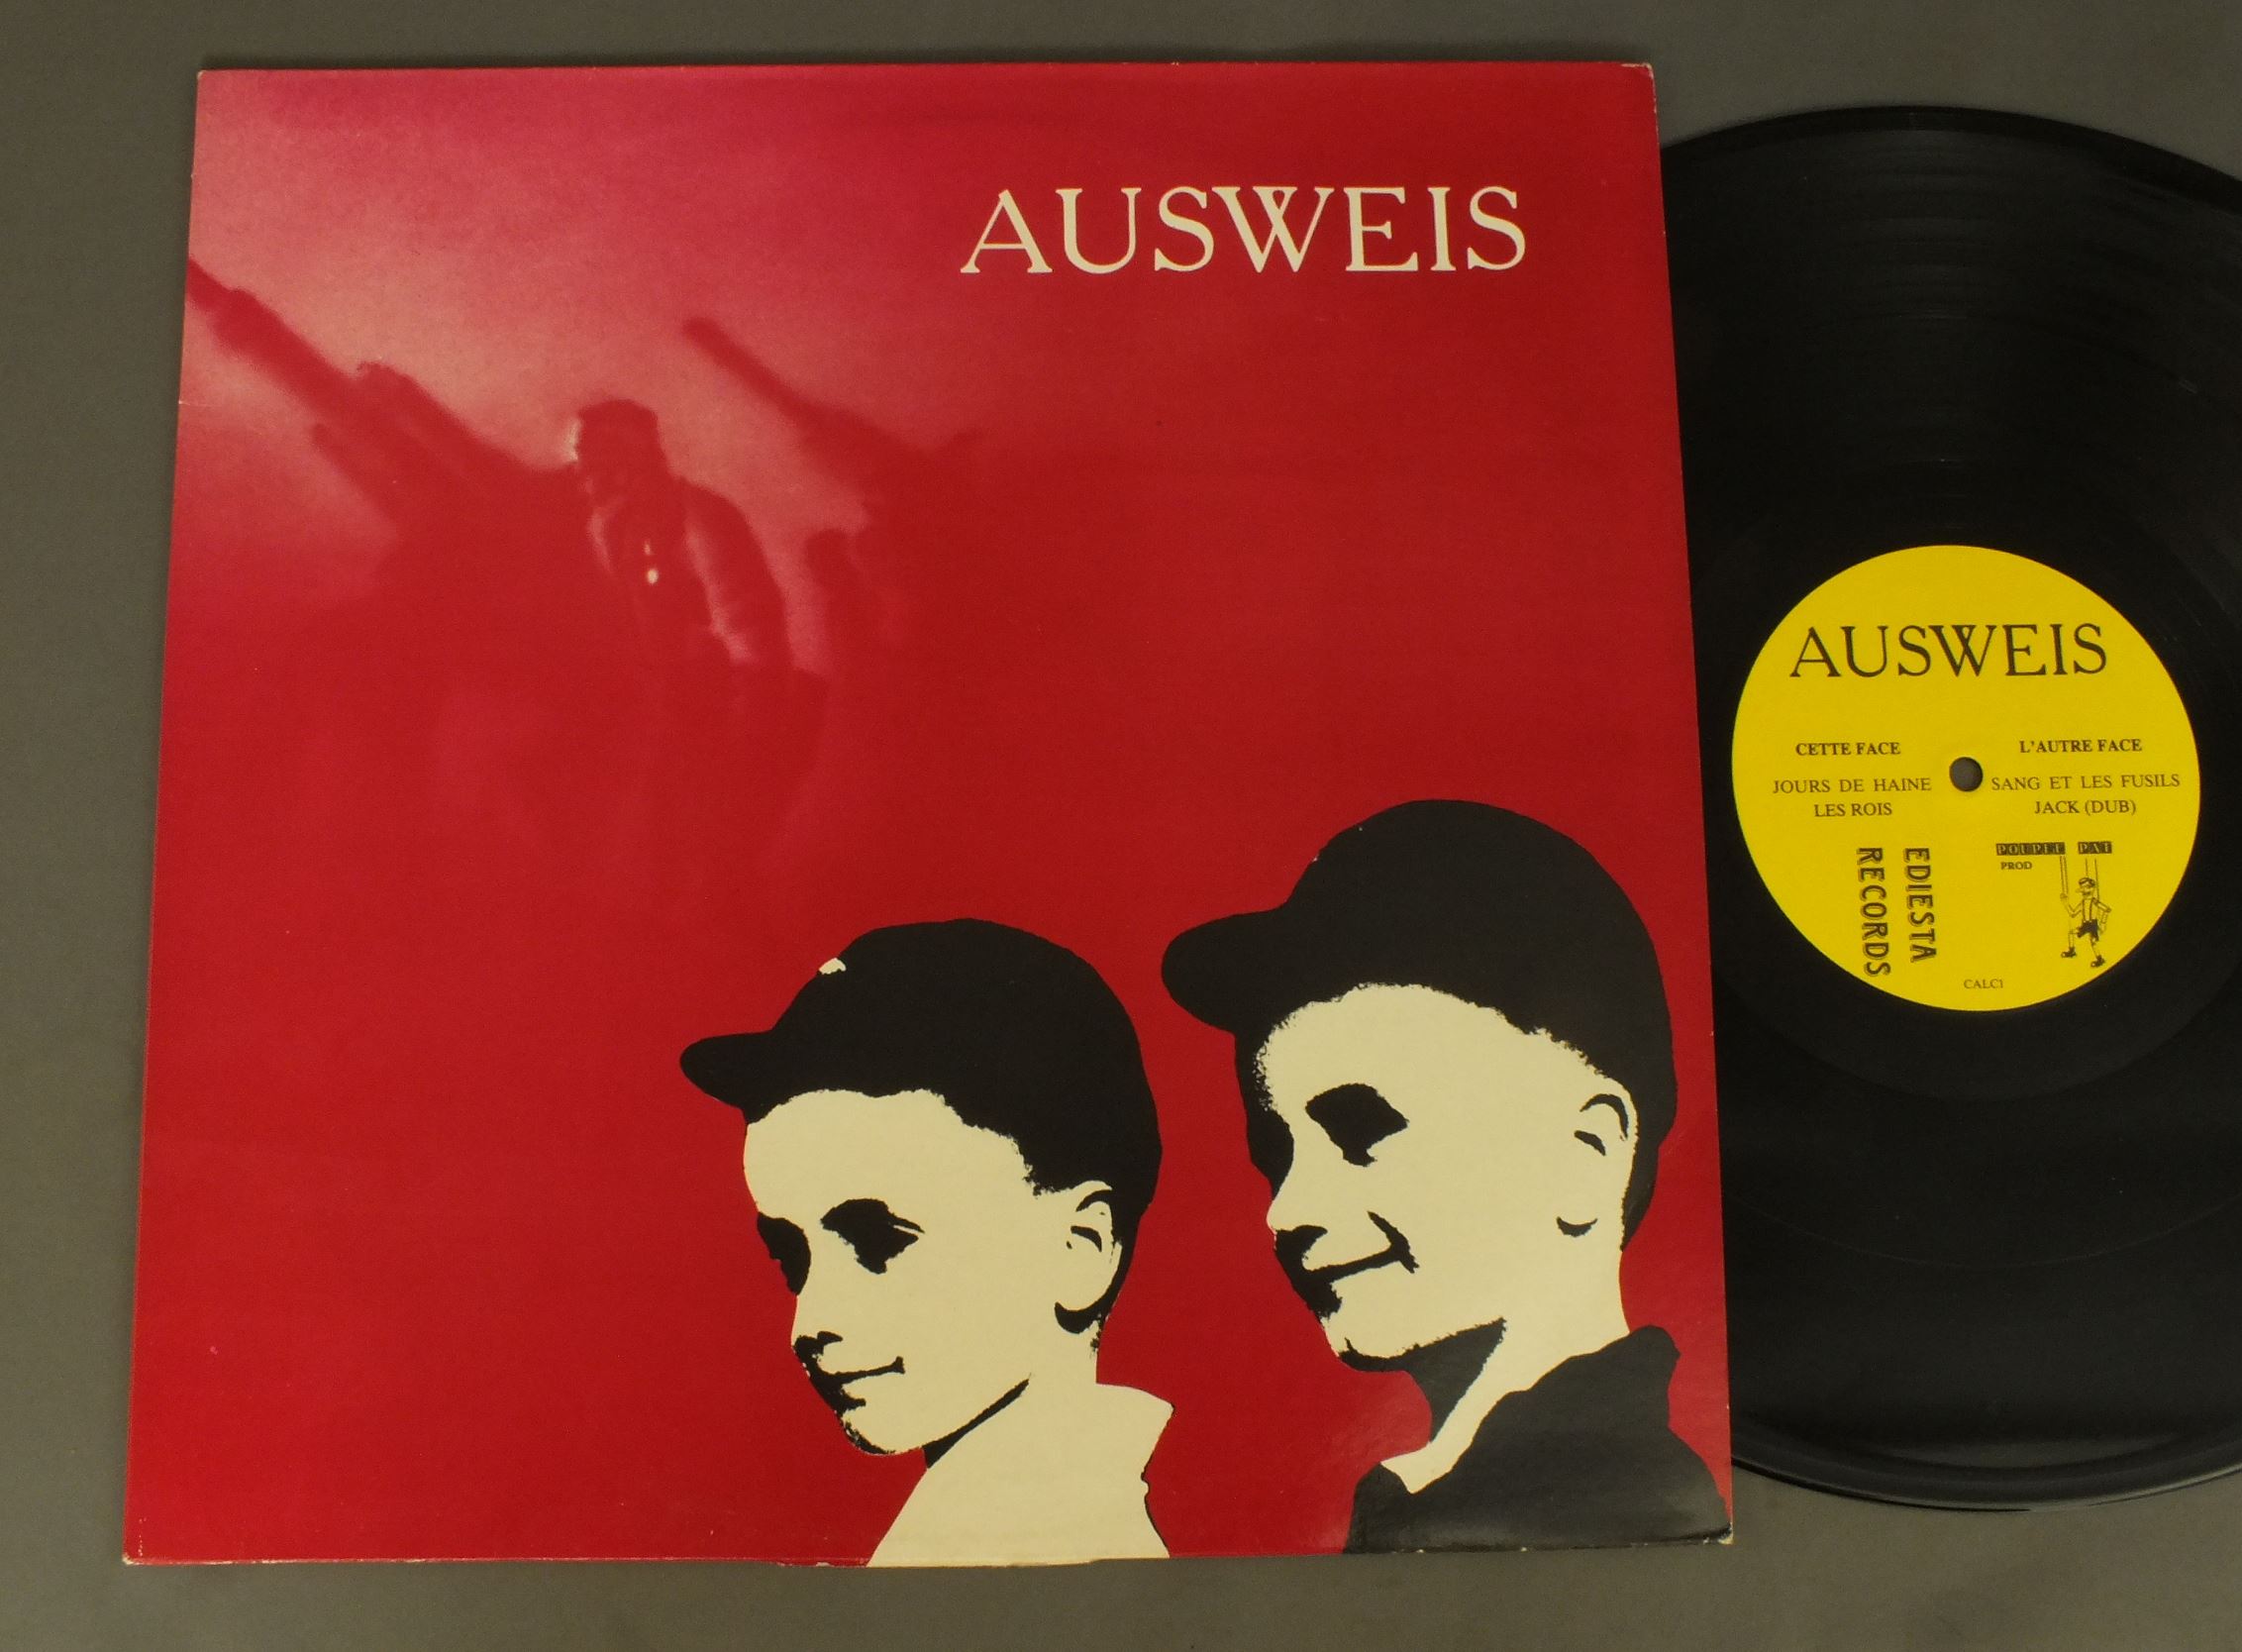 AUSWEIS
AUSWEIS
CETTE FACE
JOURS DE HAINE
LES ROIS
L'AUTRE FACE
SANG ET LES FUSILS
JACK (DUB)
EDIESTA
RECORDS
POUPEE PAT
PROD
CALC1